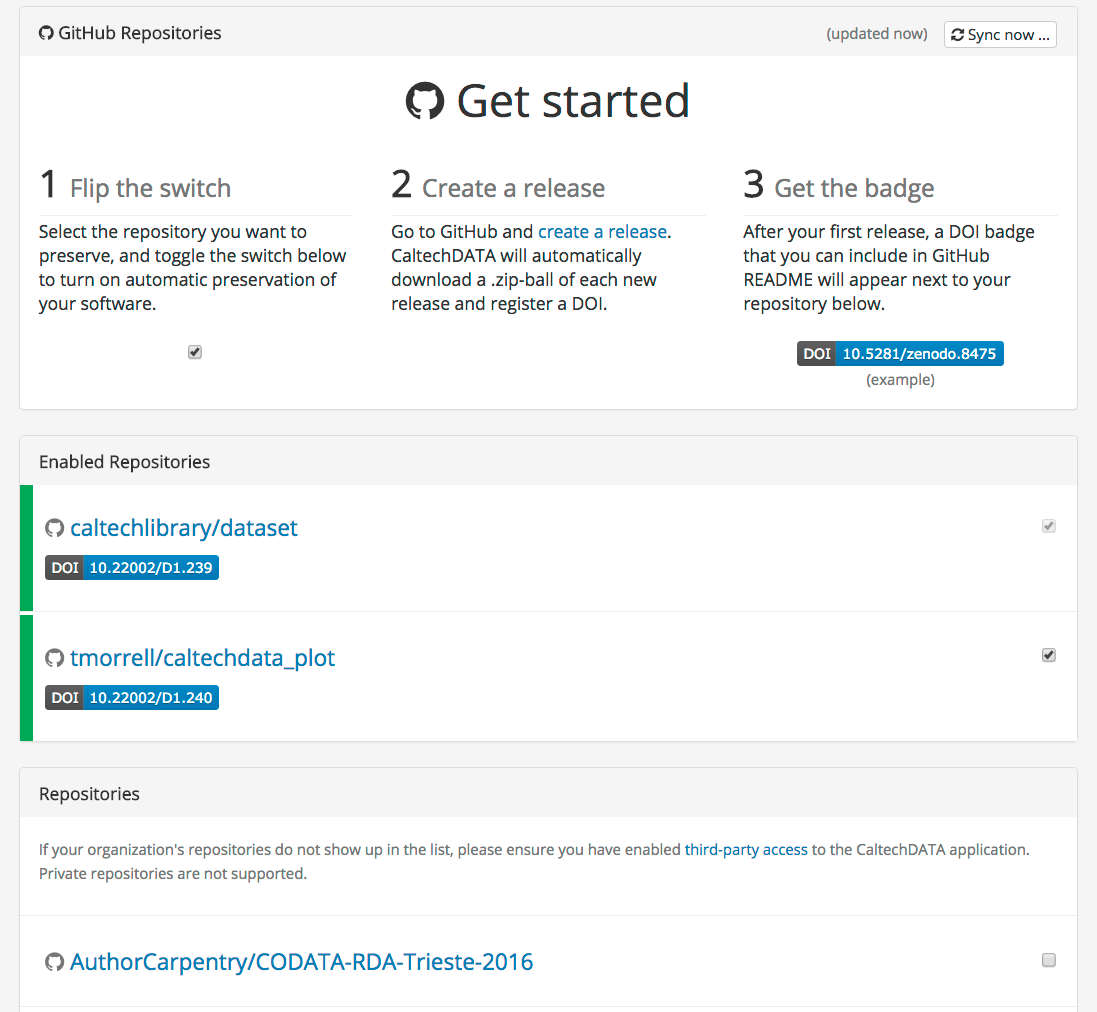 GitHub Repositories
(updated now)
Sync now ...
Get started
1 Flip the switch
Select the repository you want to
preserve, and toggle the switch below
to turn on automatic preservation of
your software.
2 Create a release
Go to GitHub and create a release.
CaltechDATA will automatically
download a .zip-ball of each new
release and register a DOI.
3 Get the badge
After your first release, a DOI badge
that you can include in GitHub
README will appear next to your
repository below.
DOI 10.5281/zenodo.8475
(example)
Enabled Repositories
caltechlibrary/dataset
DOI 10.22002/D1.239
tmorrell/caltechdata_plot
DOI 10.22002/D1.240
Repositories
If your organization's repositories do not show up in the list, please ensure you have enabled third-party access to the CaltechDATA application.
Private repositories are not supported.
AuthorCarpentry/CODATA-RDA-Trieste-2016